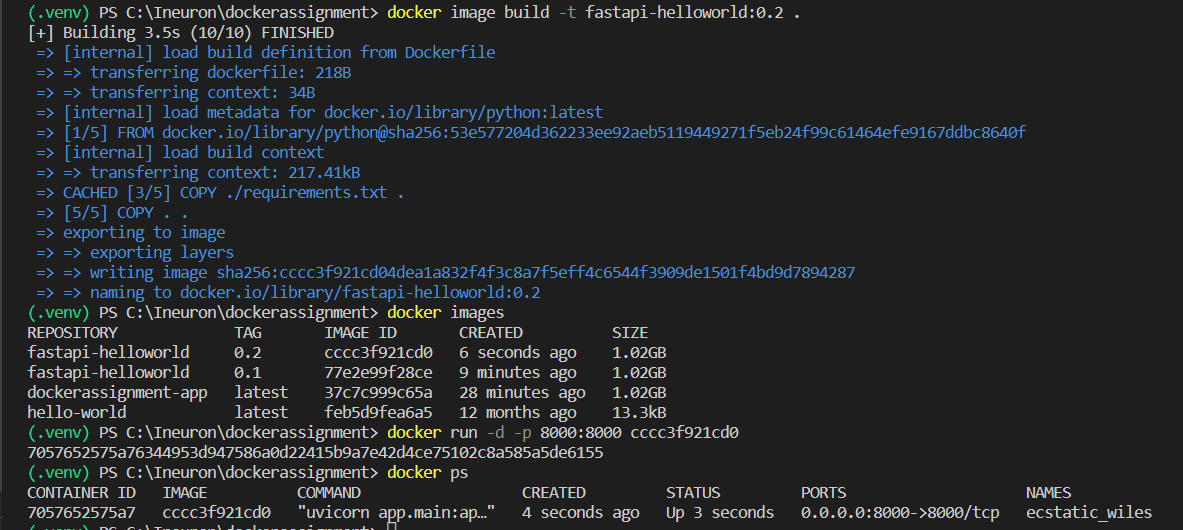 (.venv) PS C:\Ineuron\dockerassignment> docker image build -t fastapi-helloworld:0.2 .
[+] Building 3.5s (10/10) FINISHED
=> [internal] load build definition from Dockerfile
=> => transferring dockerfile: 218B
=> => transferring context: 34B
=> [internal] load metadata for docker.io/library/python:latest
=> [1/5] FROM docker.io/library/python@sha256:53e577204d362233ee92aeb5119449271f5eb24f99c61464efe9167ddbc8640f
=> [internal] load build context
=> => transferring context: 217.41kB
=> CACHED [3/5] COPY ./requirements.txt .
=> [5/5] COPY . .
=> exporting to image
=> => exporting layers
=> => writing image sha256:cccc3f921cd04dea1a832f4f3c8a7f5eff4c6544f3909de1501f4bd9d7894287
=> => naming to docker.io/library/fastapi-helloworld:0.2
(.venv) PS C:\Ineuron\dockerassignment> docker images
REPOSITORY TAG IMAGE ID CREATED SIZE
fastapi-helloworld 0.2 cccc3f921cd0 6 seconds ago 1.02GB
fastapi-helloworld 0.1 77e2e99f28ce 9 minutes ago 1.02GB
dockerassignment-app latest 37c7c999c65a 28 minutes ago 1.02GB
hello-world latest feb5d9fea6a5 12 months ago 13.3kB
(.venv) PS C:\Ineuron\dockerassignment> docker run -d -p 8000:8000 cccc3f921cd0
7057652575a76344953d947586a0d22415b9a7e42d4ce75102c8a585a5de6155
(.venv) PS C:\Ineuron\dockerassignment> docker ps
CONTAINER ID IMAGE COMMAND CREATED STATUS PORTS NAMES
7057652575a7 cccc3f921cd0 "uvicorn app.main:ap…" 4 seconds ago Up 3 seconds 0.0.0.0:8000->8000/tcp ecstatic_wiles